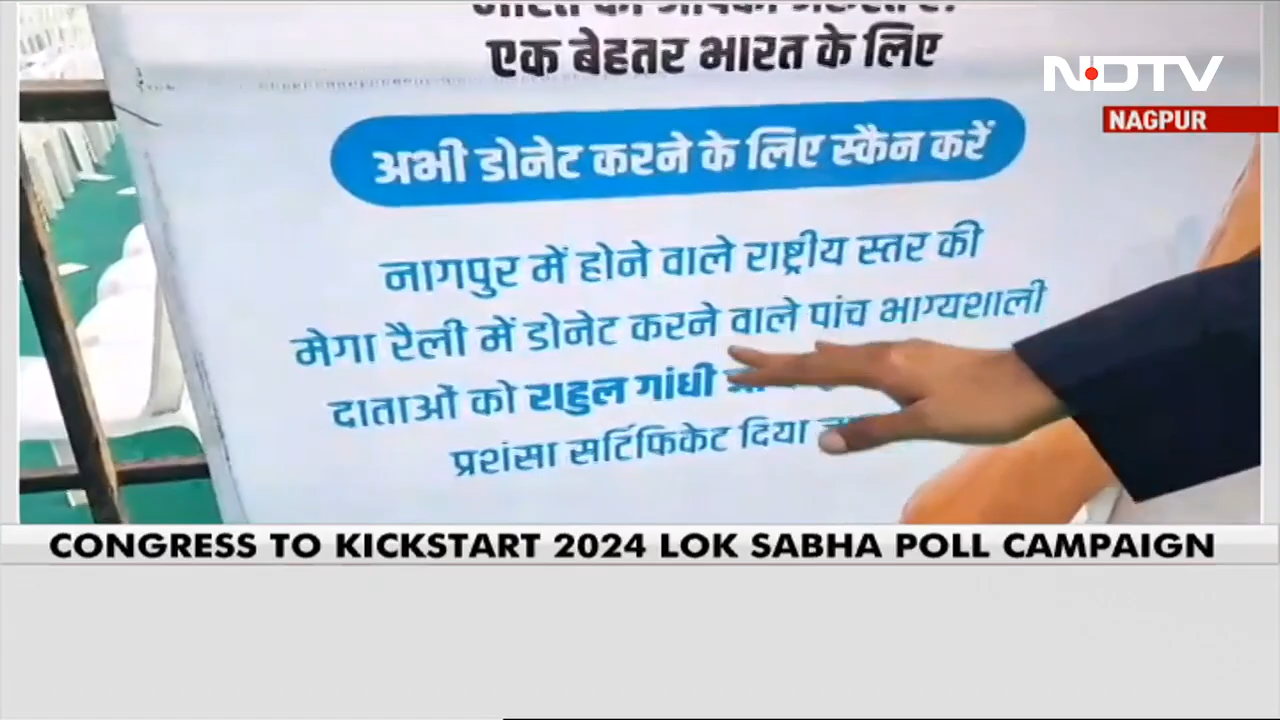 एक बेहतर भारत के लिए
NDTV
NAGPUR
अभी डोनेट करने के लिए स्कैन करें
नागपुर में होने वाले राष्ट्रीय स्तर की
मेगा रैली में डोनेट करने वाले पांच भाग्यशाली
दाताओं को राहुल गांधी
प्रशंसा सर्टिफिकेट दिया
CONGRESS TO KICKSTART 2024 LOK SABHA POLL CAMPAIGN